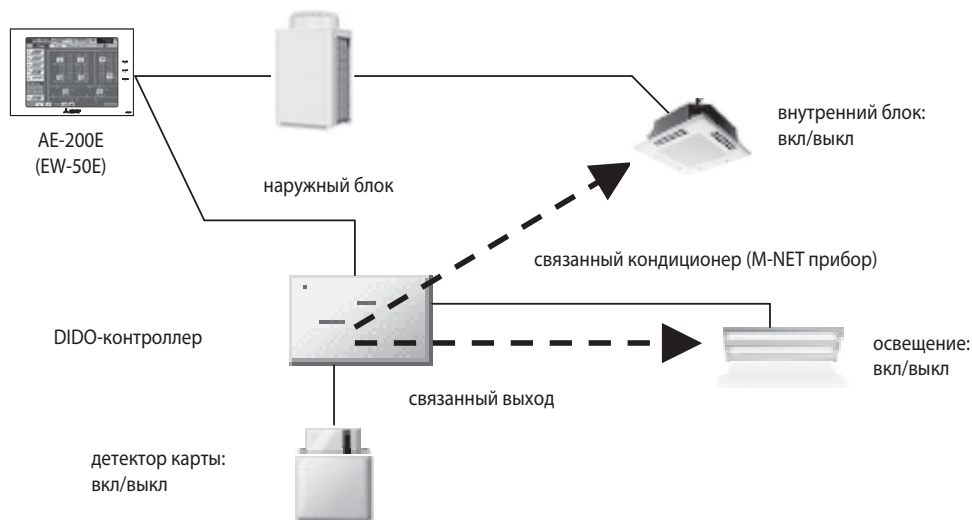 AE-200E
(EW-50E)
наружный блок
внутренний блок:
вкл/выкл
связанный кондиционер (M-NET прибор)
DIDO-контроллер
освещение:
вкл/выкл
связанный выход
детектор карты:
вкл/выкл